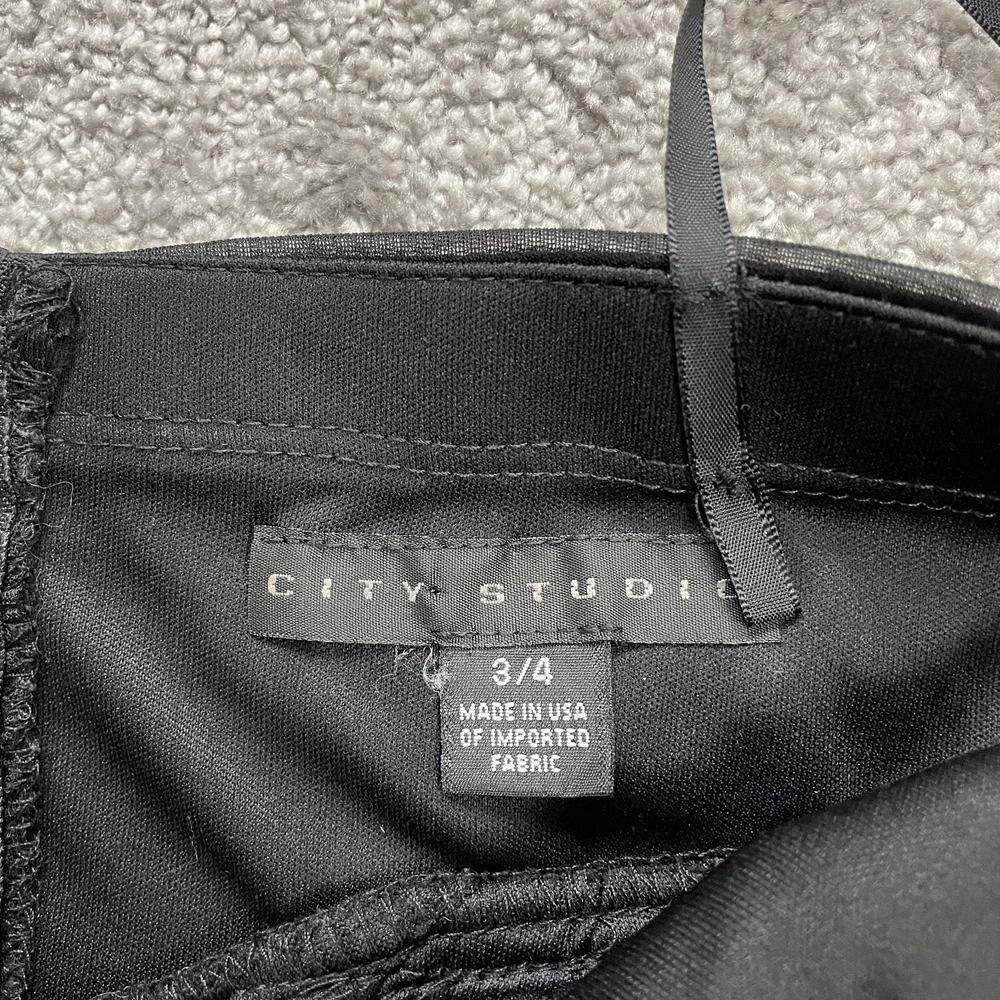 CITY STUDIO
3/4
MADE IN USA
OF IMPORTED
FABRIC